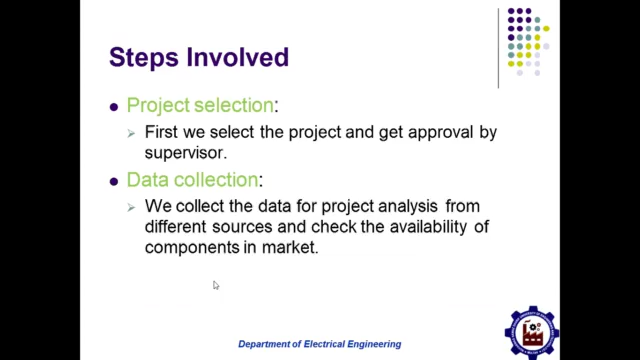 Steps Involved
Project selection:
First we select the project and get approval by
supervisor.
Data collection:
We collect the data for project analysis from
different sources and check the availability of
components in market.
Department of Electrical Engineering